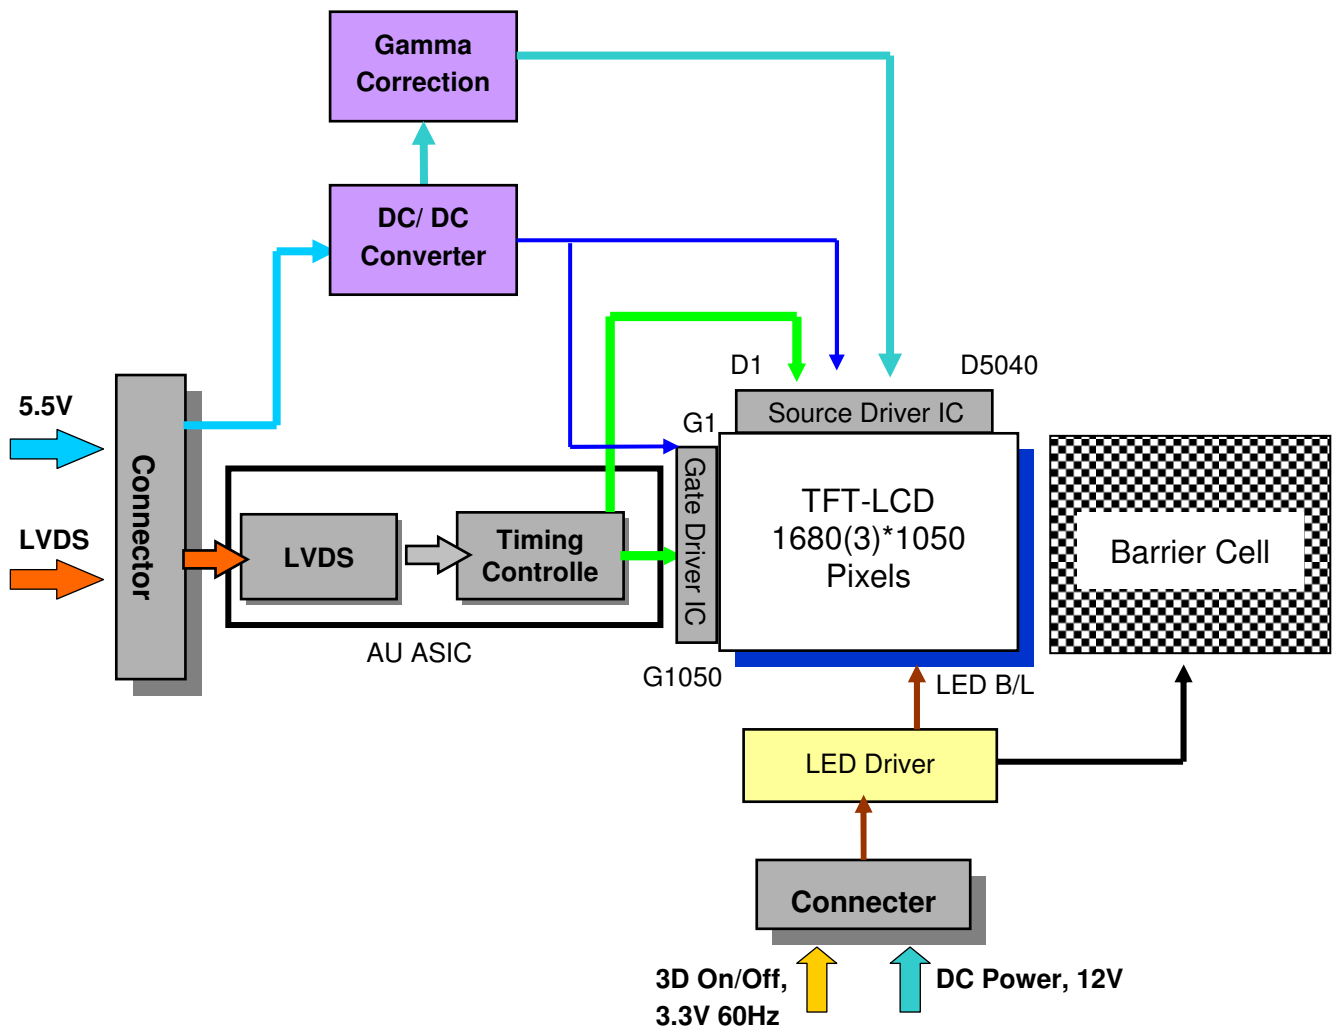 Gamma
Correction
DC/ DC
Converter
D1
D5040
5.5V
Source Driver IC
G1
Connector
Gate Driver IC
TFT-LCD
1680(3)*1050
Pixels
Barrier Cell
LVDS
LVDS
Timing
Controlle
AU ASIC
G1050
LED B/L
LED Driver
Connecter
3D On/Off,
3.3V 60Hz
DC Power, 12V